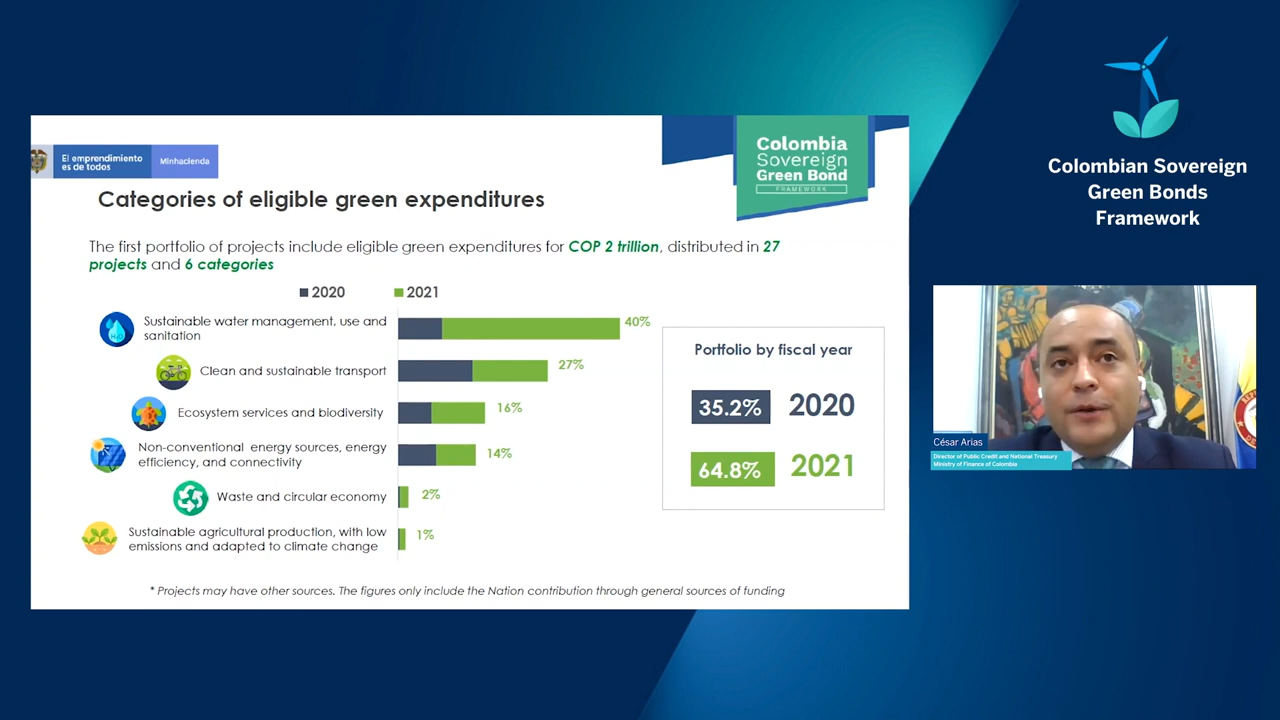 El emprendimiento
es de todos
Minhacienda
Colombia
Sovereign
Green Bond
FRAMEWORK
Categories of eligible green expenditures
The first portfolio of projects include eligible green expenditures for COP 2 trillion, distributed in 27
projects and 6 categories
2020
2021
Sustainable water management, use and
sanitation
40%
Clean and sustainable transport
27%
Ecosystem services and biodiversity
16%
Non-conventional energy sources, energy
efficiency, and connectivity
14%
Waste and circular economy
2%
Sustainable agricultural production, with low
emissions and adapted to climate change
1%
Portfolio by fiscal year
35.2% 2020
64.8% 2021
* Projects may have other sources. The figures only include the Nation contribution through general sources of funding
Colombian Sovereign
Green Bonds
Framework
César Arias
Director of Public Credit and National Treasury
Ministry of Finance of Colombia